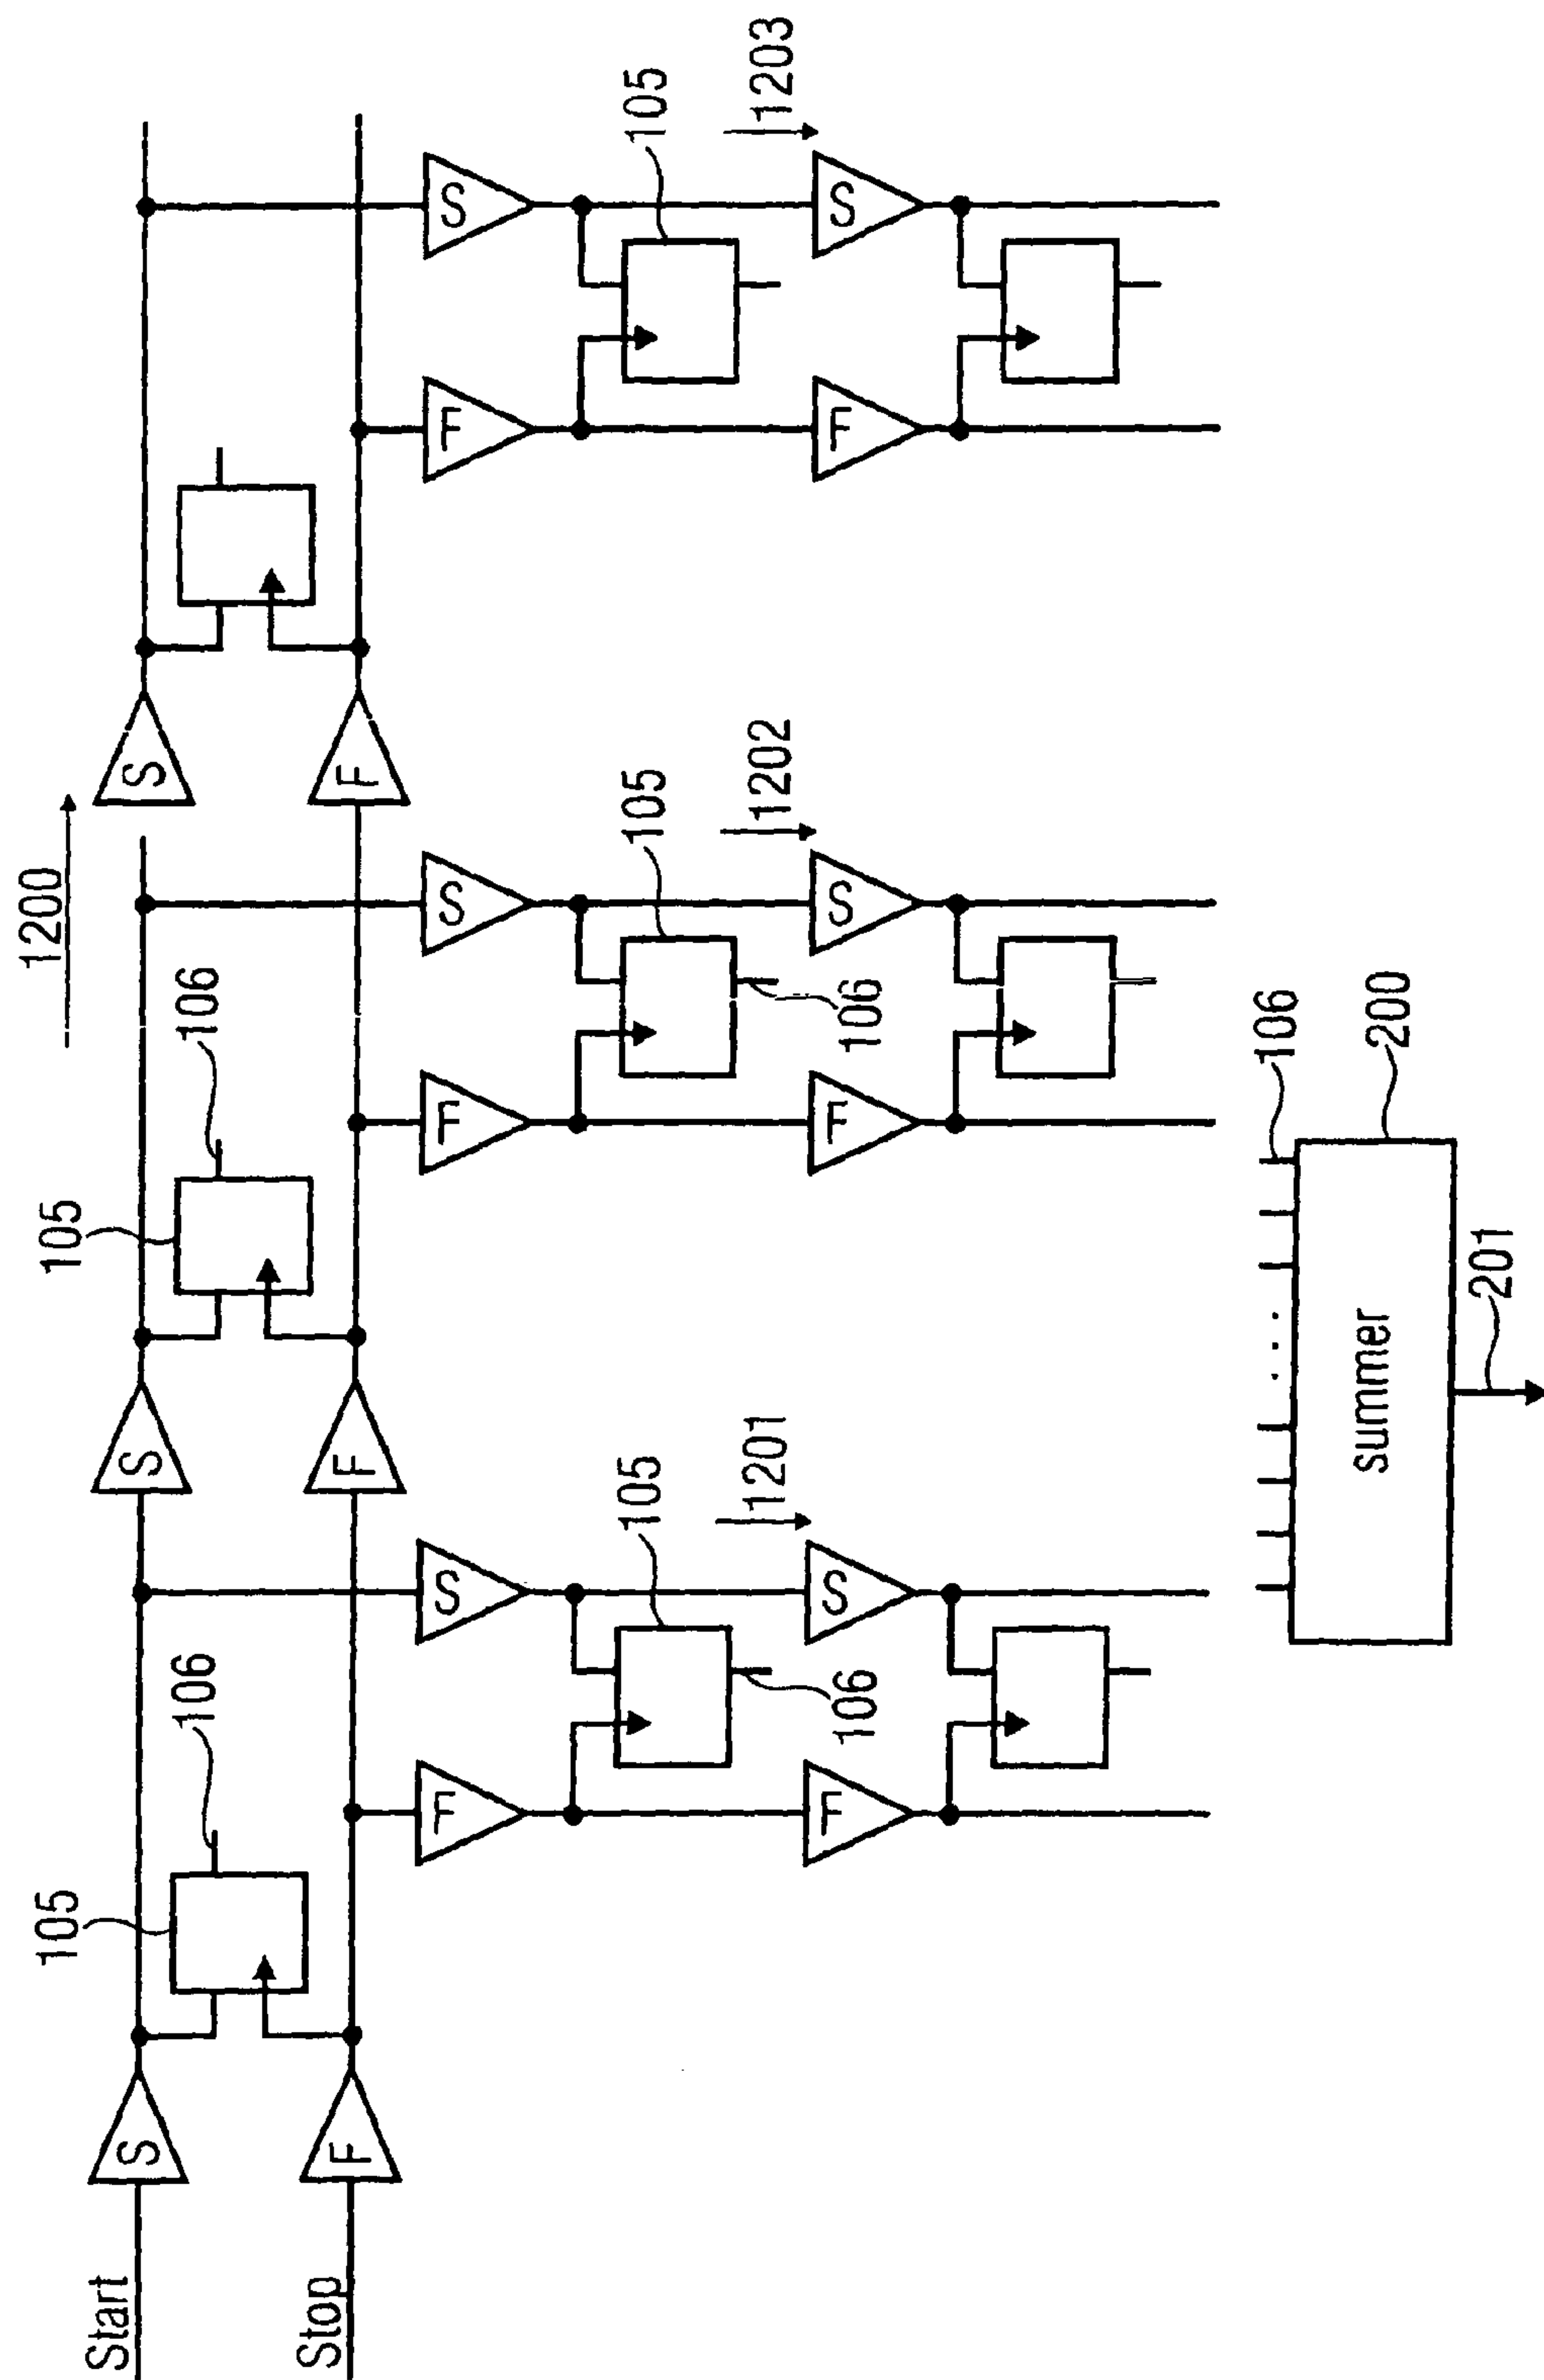 105 105 1200
Start S S S
106 106
Stop F F F
F S F S F S
105 105 105
1201 1202 1203
F S F S F S
106 106
106
summer 200
201